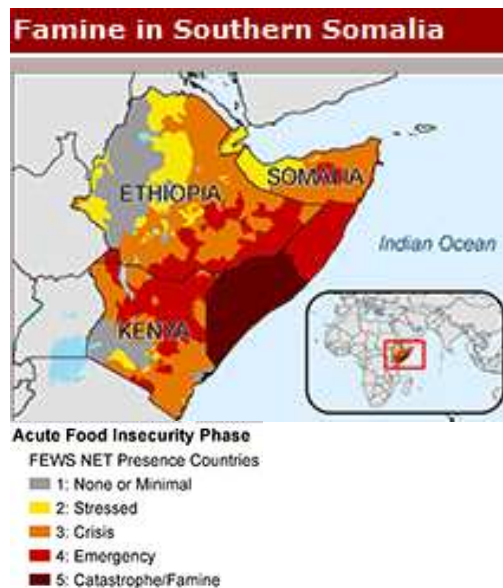 Famine in Southern Somalia
ETHIOPIA
SOMALIA
Indian Ocean
KENYA
Acute Food Insecurity Phase
FEWS NET Presence Countries
1: None or Minimal
2: Stressed
3: Crisis
4: Emergency
5: Catastrophe/Famine